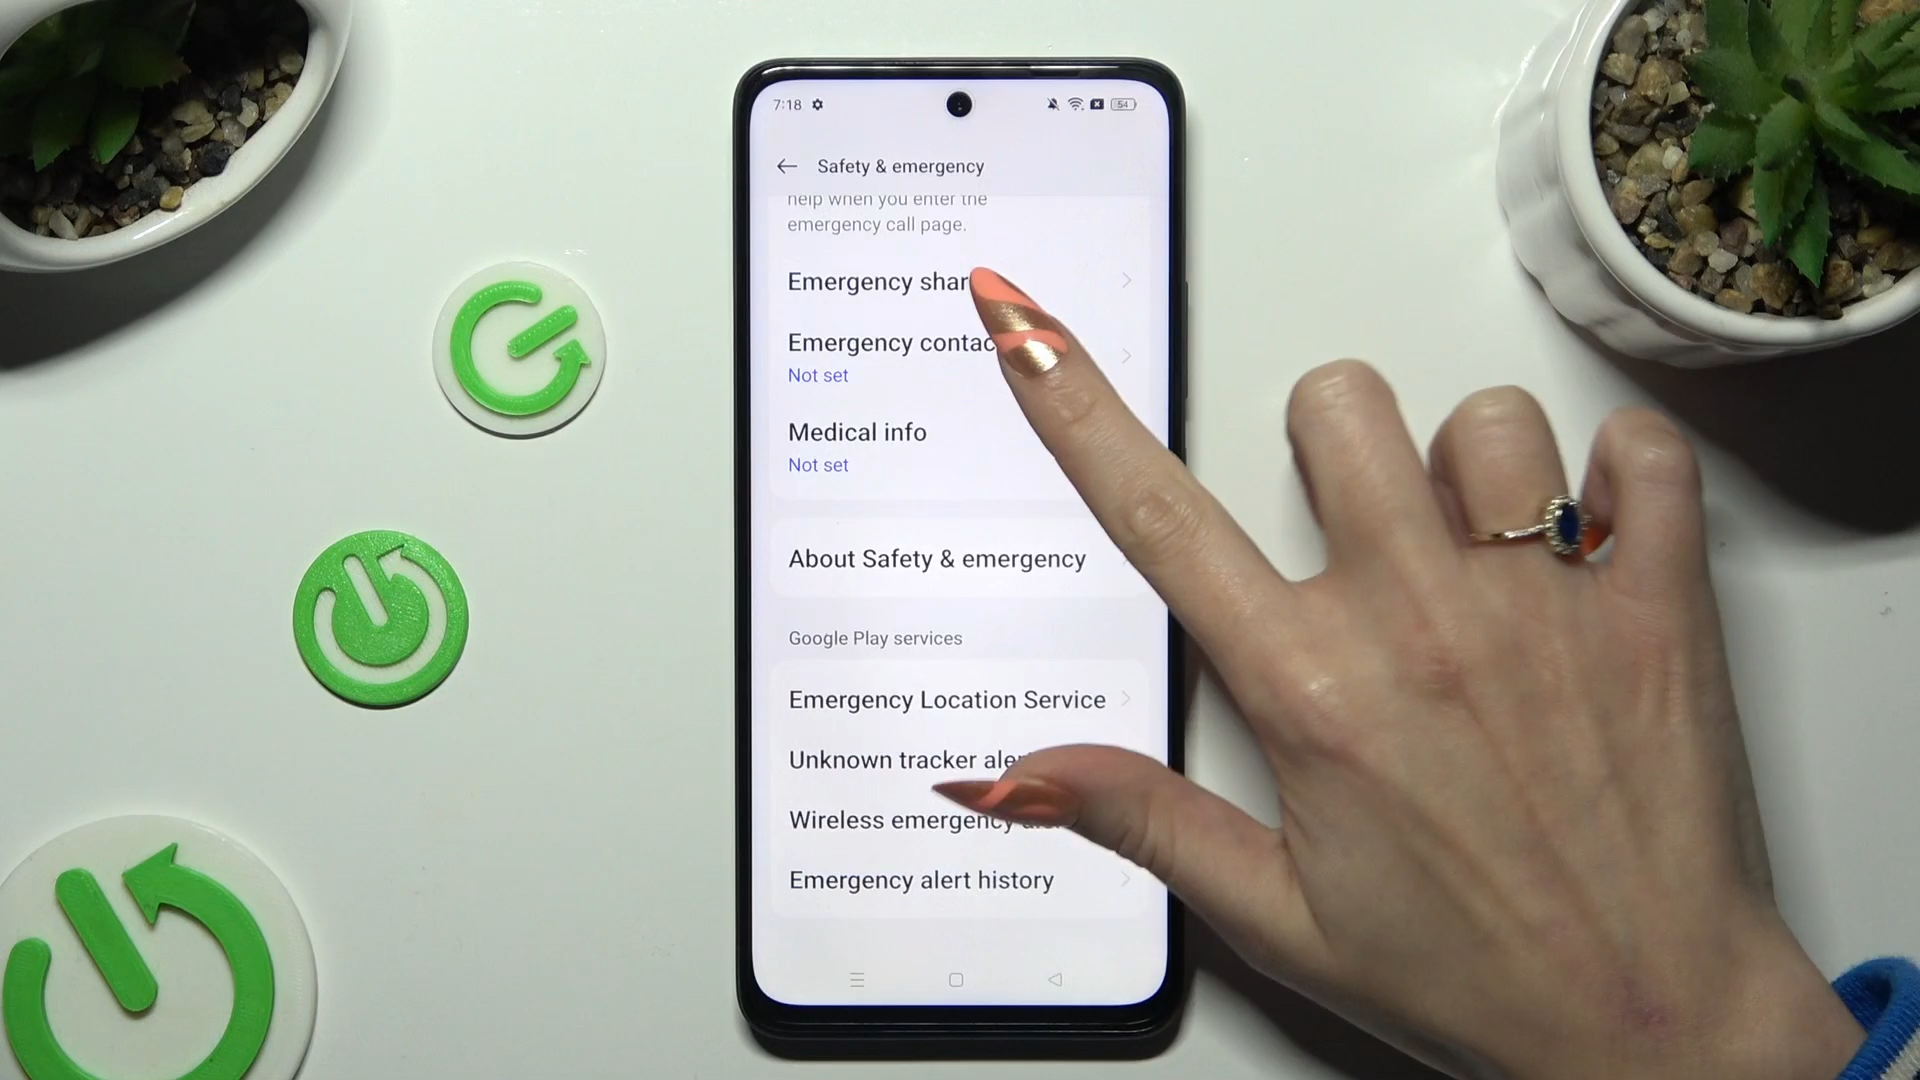 7:18 54
Safety & emergency
help when you enter the
emergency call page.
Emergency shar
Emergency contac
Not set
Medical info
Not set
About Safety & emergency
Google Play services
Emergency Location Service
Unknown tracker aler
Wireless emergency
Emergency alert history